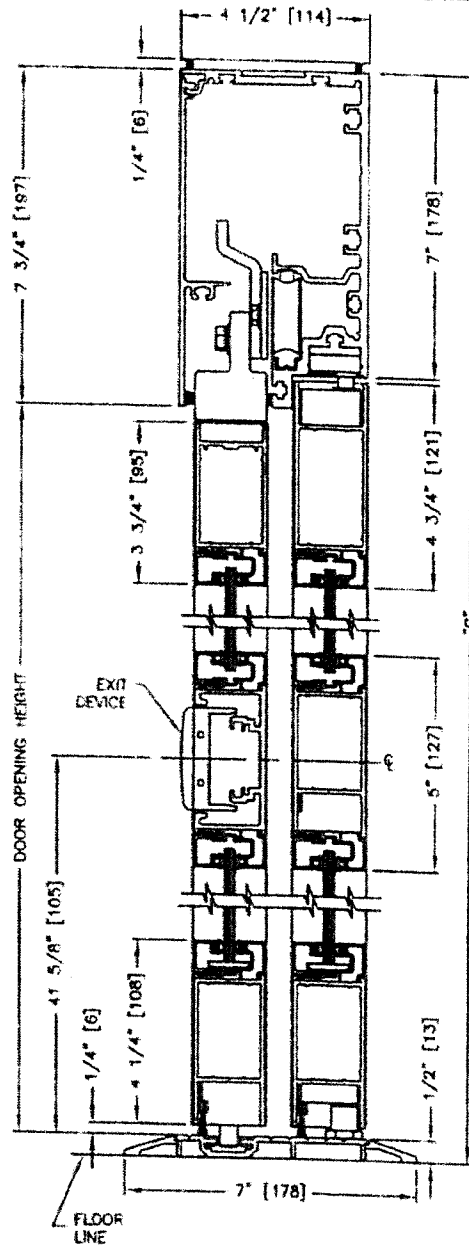 4 1/2" [114]
1/4" [6]
7 3/4" [197]
7" [178]
3 3/4" [95]
4 3/4" [121]
EXIT
DEVICE
DOOR OPENING HEIGHT
5" [127]
41 5/8" [105]
1/4" [6]
4 1/4" [108]
1/2" [13]
7" [178]
FLOOR
LINE